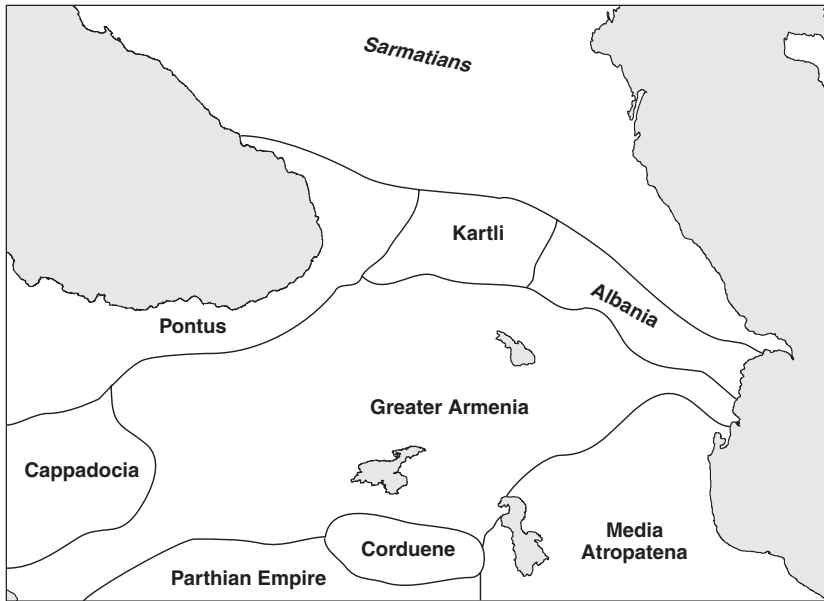 Sarmatians
Kartli
Albania
Pontus
Greater Armenia
Cappadocia
Corduene
Media
Atropatena
Parthian Empire